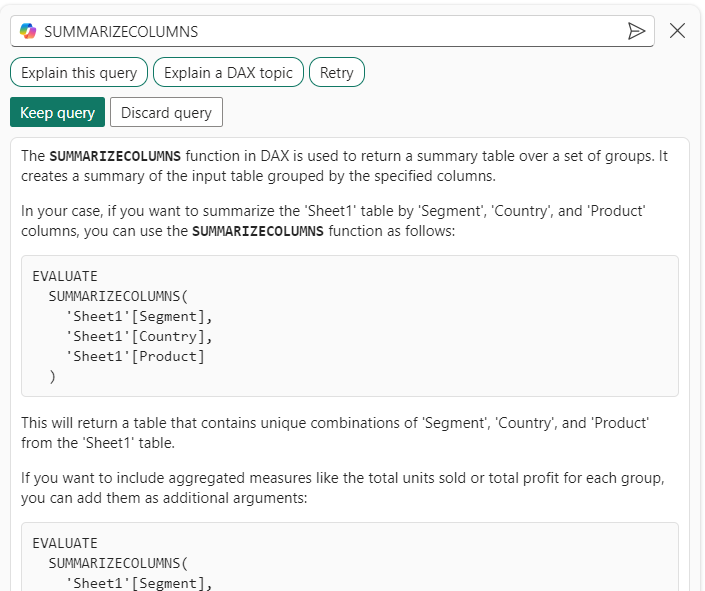 SUMMARIZECOLUMNS
Explain this query Explain a DAX topic Retry
Keep query Discard query
The SUMMARIZECOLUMNS function in DAX is used to return a summary table over a set of groups. It
creates a summary of the input table grouped by the specified columns.
In your case, if you want to summarize the 'Sheet1' table by 'Segment', 'Country', and 'Product'
columns, you can use the SUMMARIZECOLUMNS function as follows:
EVALUATE
  SUMMARIZECOLUMNS(
    'Sheet1'[Segment],
    'Sheet1'[Country],
    'Sheet1'[Product]
  )
This will return a table that contains unique combinations of 'Segment', 'Country', and 'Product'
from the 'Sheet1' table.
If you want to include aggregated measures like the total units sold or total profit for each group,
you can add them as additional arguments:
EVALUATE
  SUMMARIZECOLUMNS(
    'Sheet1'[Segment],